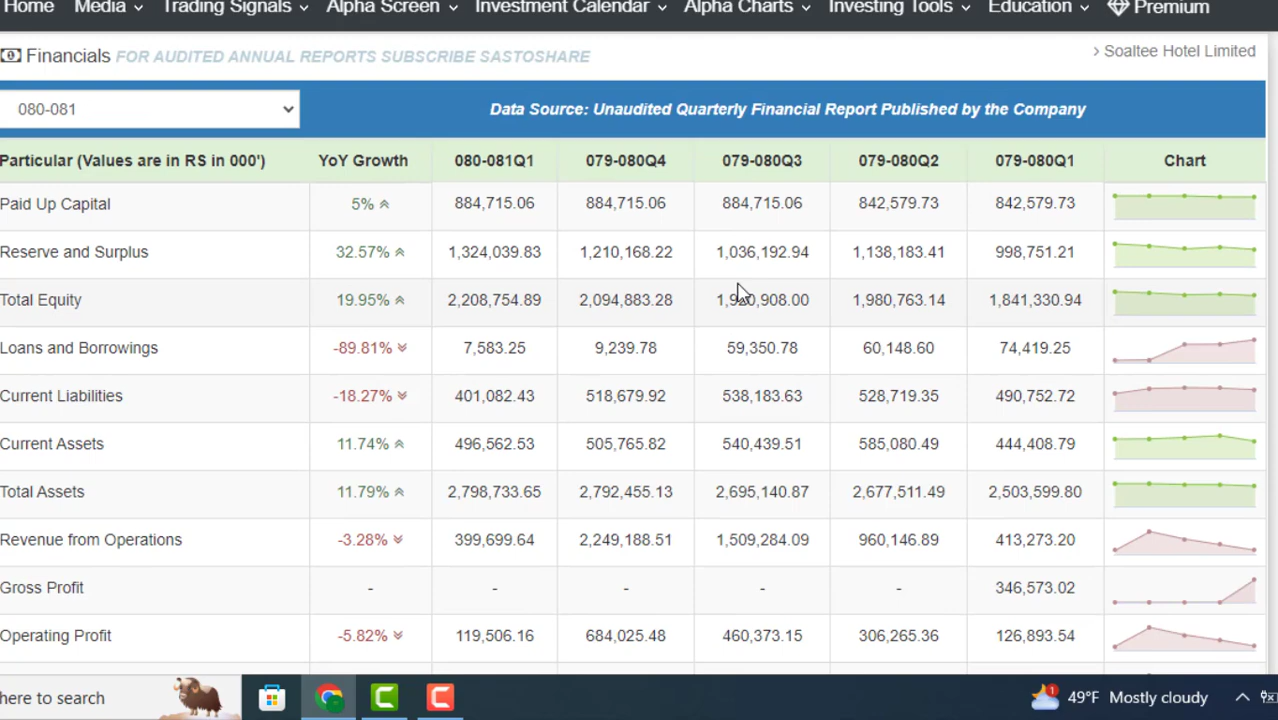 Home Media Trading Signals Alpha Screen Investment Calendar Alpha Charts Investing Tools Education Premium
Financials FOR AUDITED ANNUAL REPORTS SUBSCRIBE SASTOSHARE > Soaltee Hotel Limited
080-081 Data Source: Unaudited Quarterly Financial Report Published by the Company
Particular (Values are in RS in 000') YoY Growth 080-081Q1 079-080Q4 079-080Q3 079-080Q2 079-080Q1 Chart
Paid Up Capital 5% 884,715.06 884,715.06 884,715.06 842,579.73 842,579.73
Reserve and Surplus 32.57% 1,324,039.83 1,210,168.22 1,036,192.94 1,138,183.41 998,751.21
Total Equity 19.95% 2,208,754.89 2,094,883.28 1,980,763.14 1,841,330.94
Loans and Borrowings -89.81% 7,583.25 9,239.78 59,350.78 60,148.60 74,419.25
Current Liabilities -18.27% 401,082.43 518,679.92 538,183.63 528,719.35 490,752.72
Current Assets 11.74% 496,562.53 505,765.82 540,439.51 585,080.49 444,408.79
Total Assets 11.79% 2,798,733.65 2,792,455.13 2,695,140.87 2,677,511.49 2,503,599.80
Revenue from Operations -3.28% 399,699.64 2,249,188.51 1,509,284.09 960,146.89 413,273.20
Gross Profit - - - - - 346,573.02
Operating Profit -5.82% 119,506.16 684,025.48 460,373.15 306,265.36 126,893.54
here to search 1 49°F Mostly cloudy